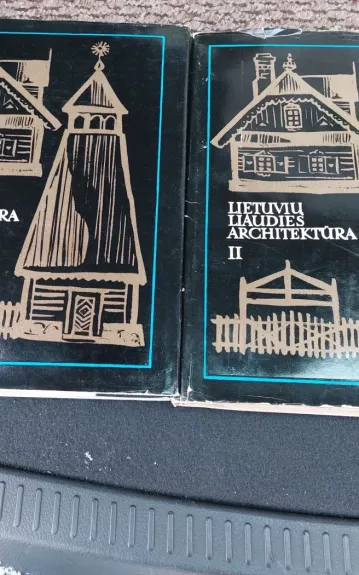 RA
LIETUVIŲ
LIAUDIES
ARCHITEKTŪRA
II